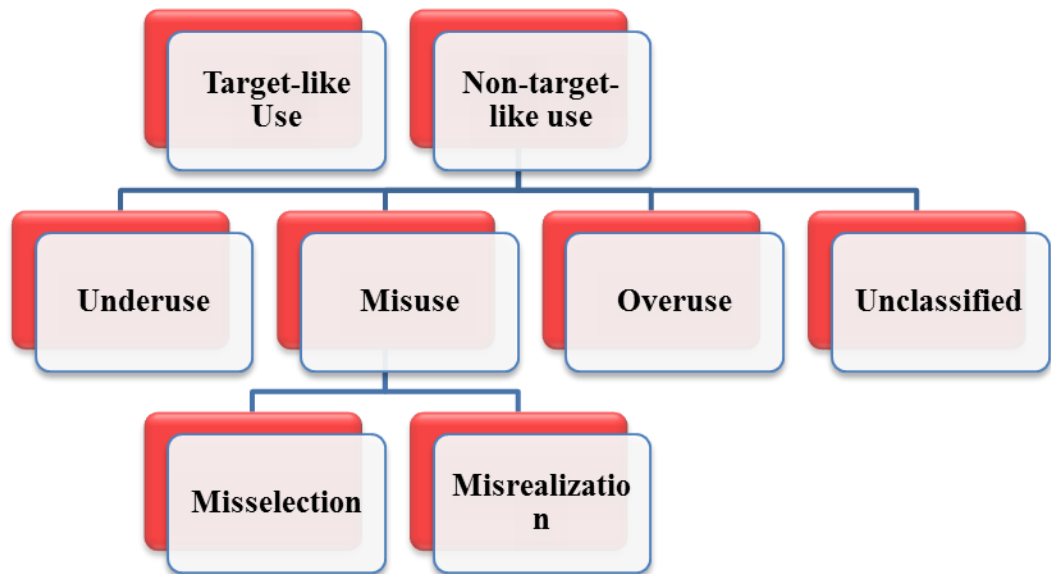 Target-like
Use
Non-target-
like use
Underuse
Misuse
Overuse
Unclassified
Misselection
Misrealizatio
n